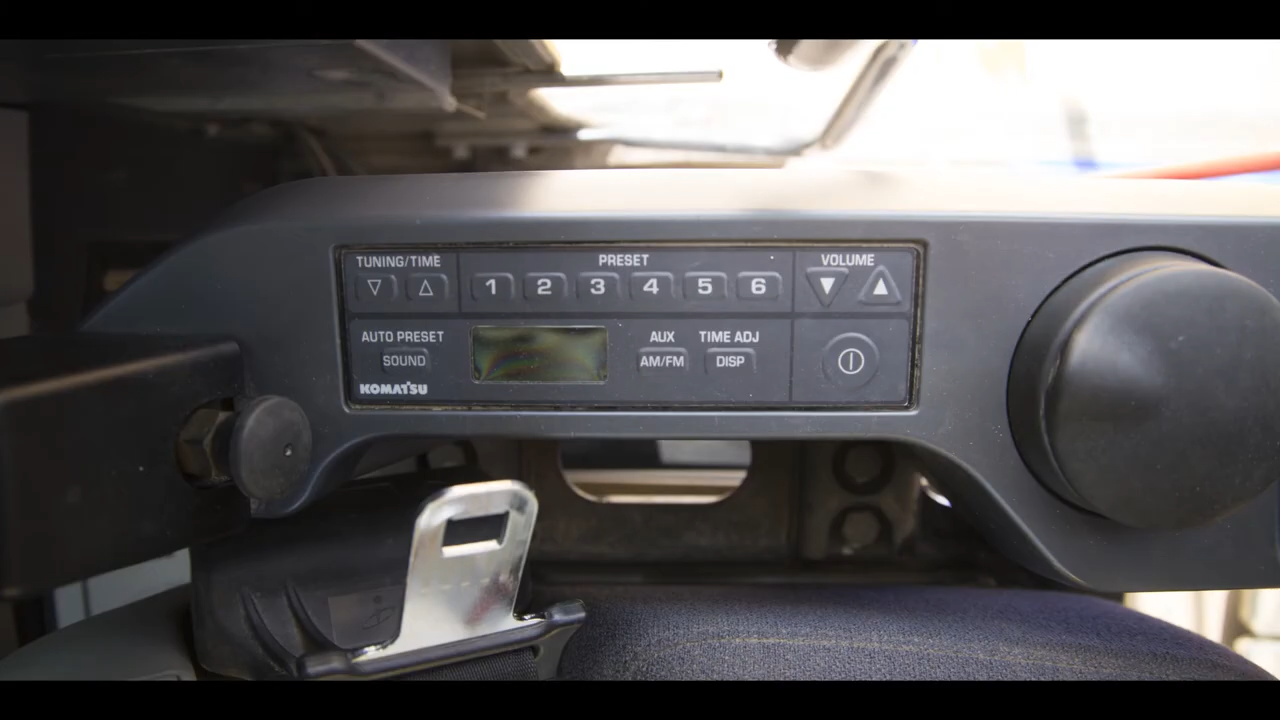 TUNING/TIME PRESET VOLUME
1 2 3 4 5 6
AUTO PRESET AUX TIME ADJ
SOUND AM/FM DISP
KOMATSU